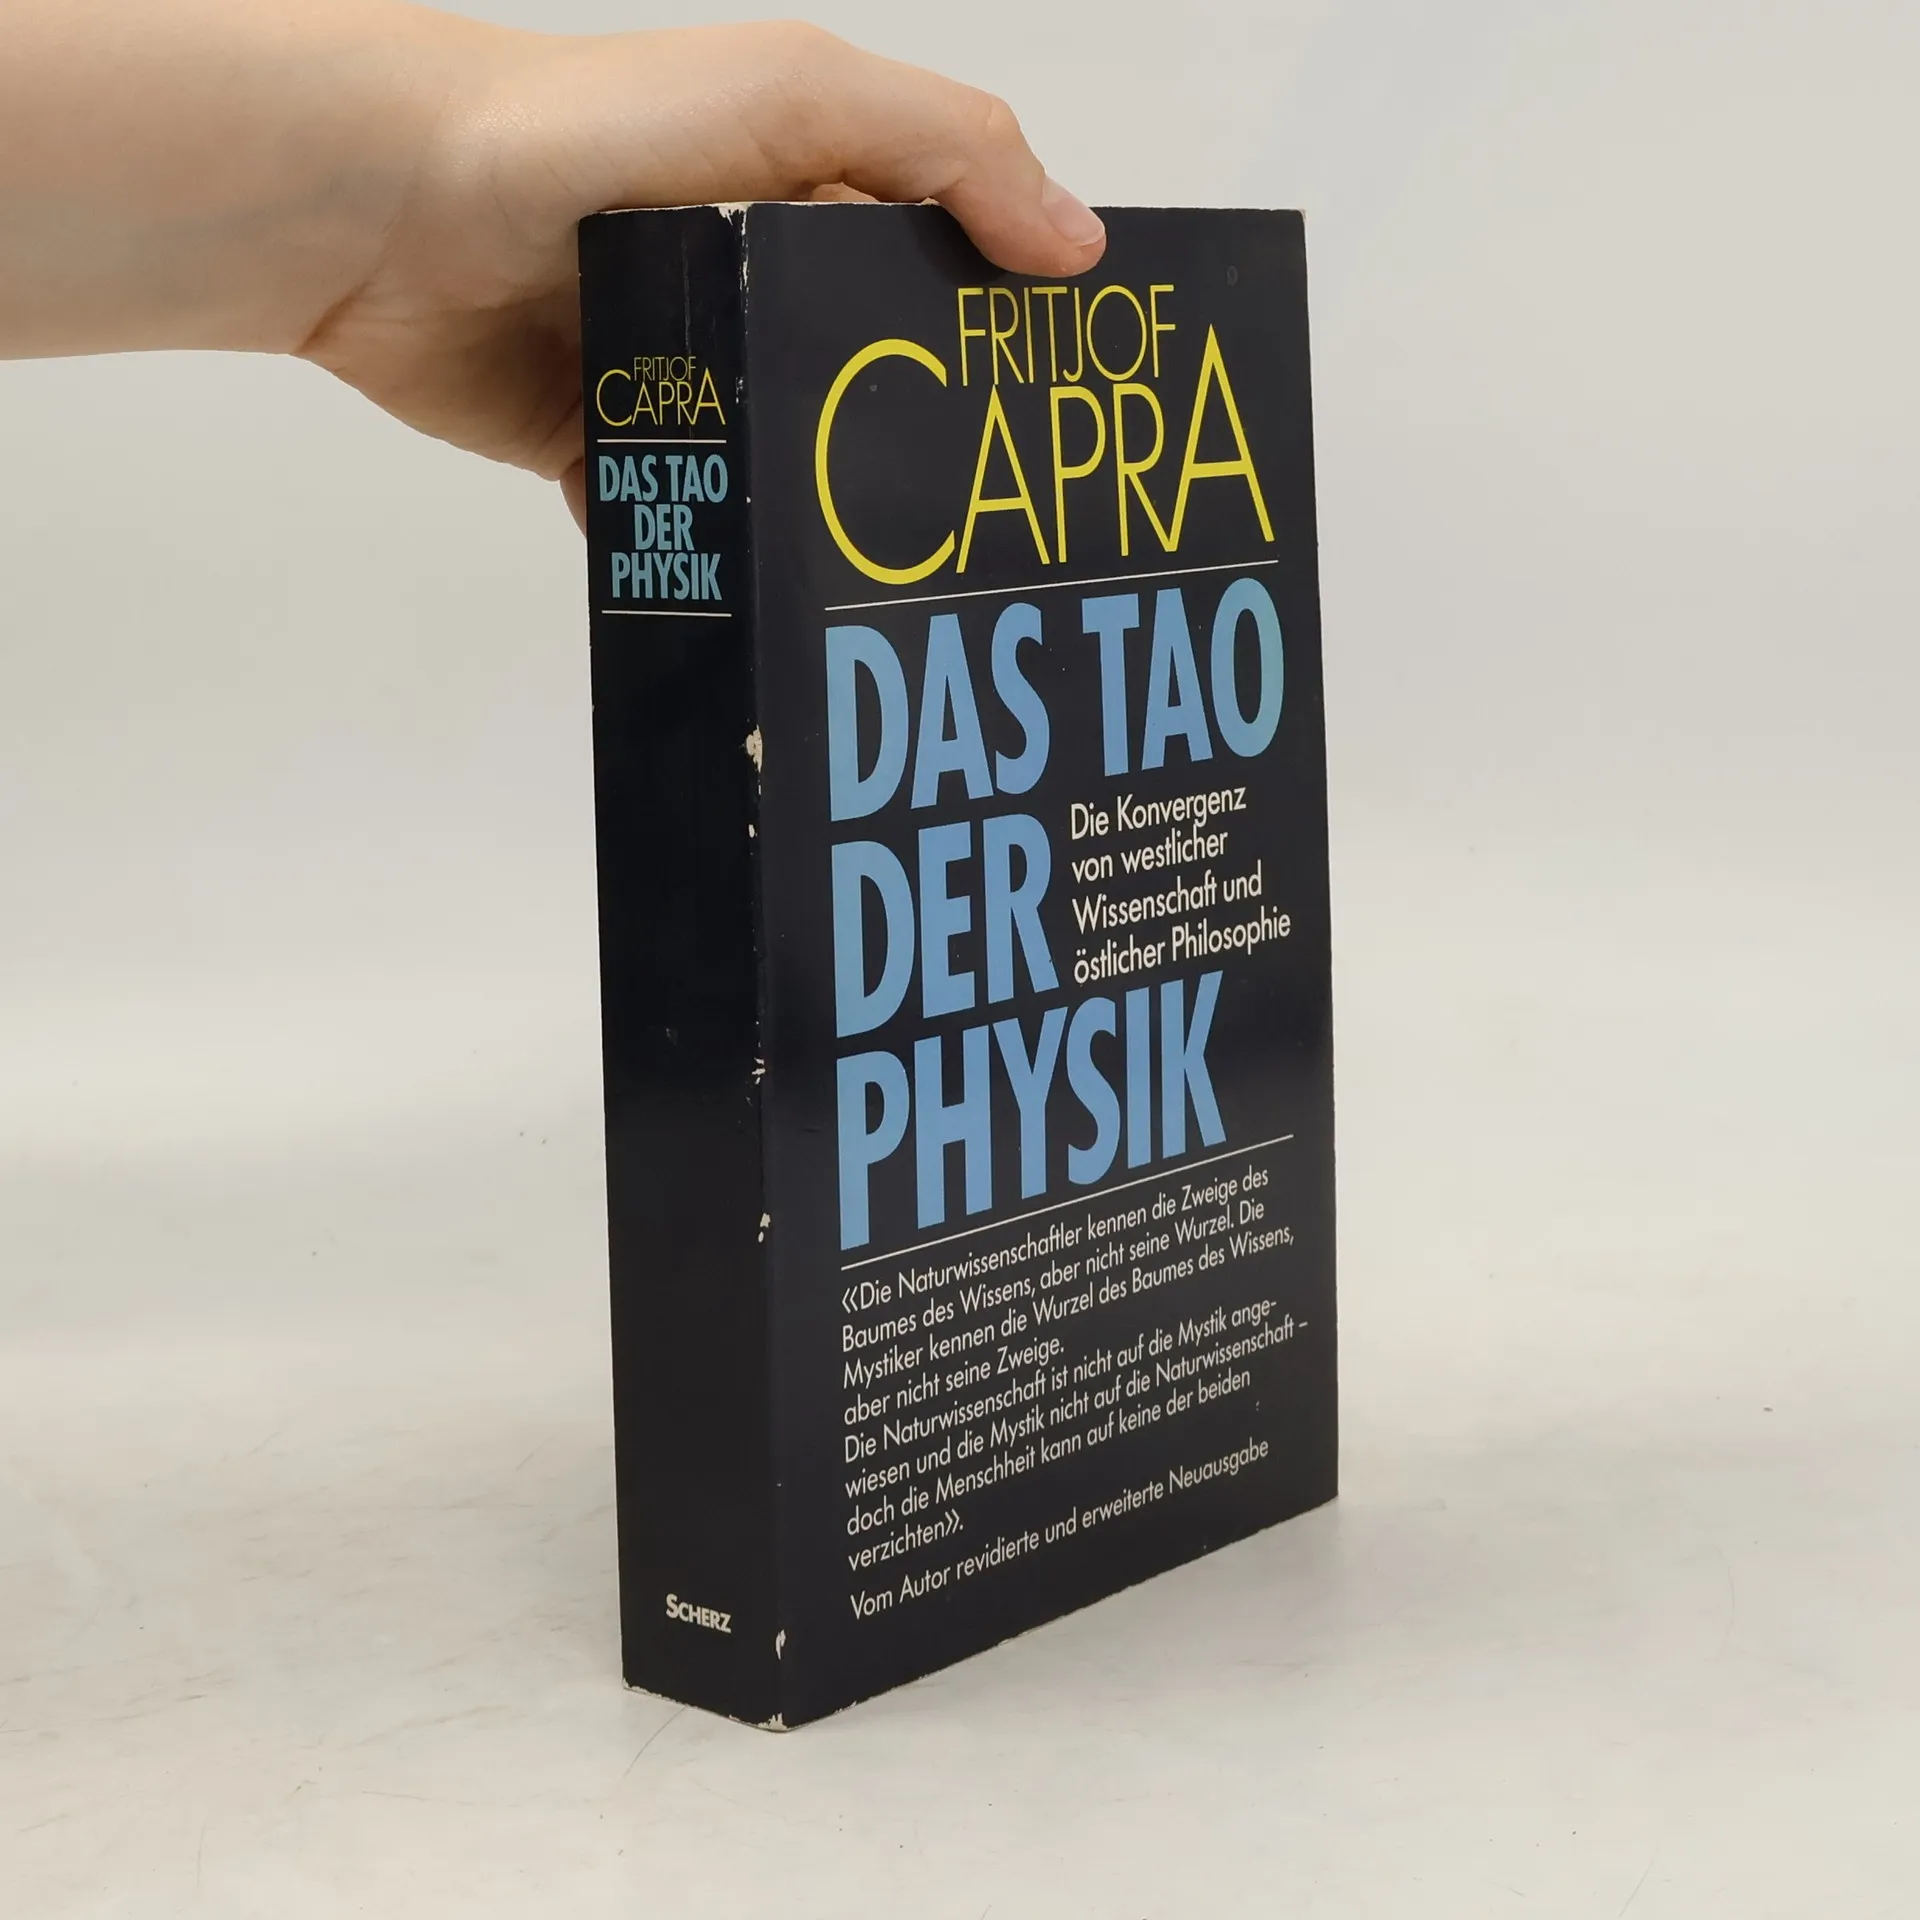 FRITJOF
CAPRA
DAS TAO
DER
PHYSIK
SCHERZ
FRITJOF
CAPRA
DAS TAO
DER
Die Konvergenz
von westlicher
Wissenschaft und
östlicher Philosophie
PHYSIK
«Die Naturwissenschaftler kennen die Zweige des
Baumes des Wissens, aber nicht seine Wurzel. Die
Mystiker kennen die Wurzel des Baumes des Wissens,
aber nicht seine Zweige.
Die Naturwissenschaft ist nicht auf die Mystik ange-
wiesen und die Mystik nicht auf die Naturwissenschaft –
doch die Menschheit kann auf keine der beiden
verzichten».
Vom Autor revidierte und erweiterte Neuausgabe